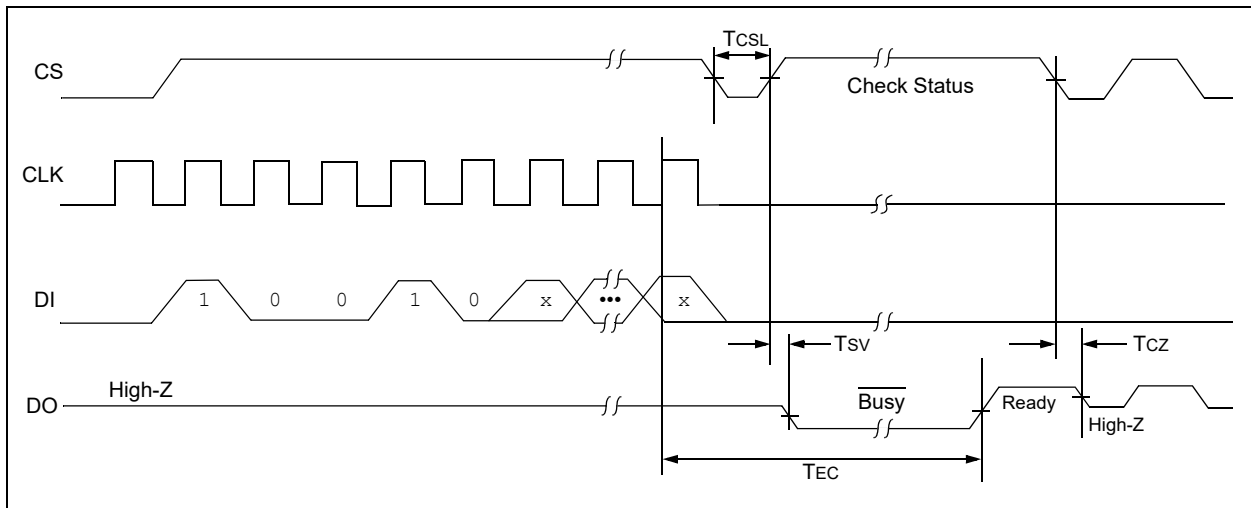 TCSL
CS
Check Status
CLK
DI
1 0 0 1 0 x ••• x
TSV
TCZ
High-Z
DO
Busy
Ready
High-Z
TEC